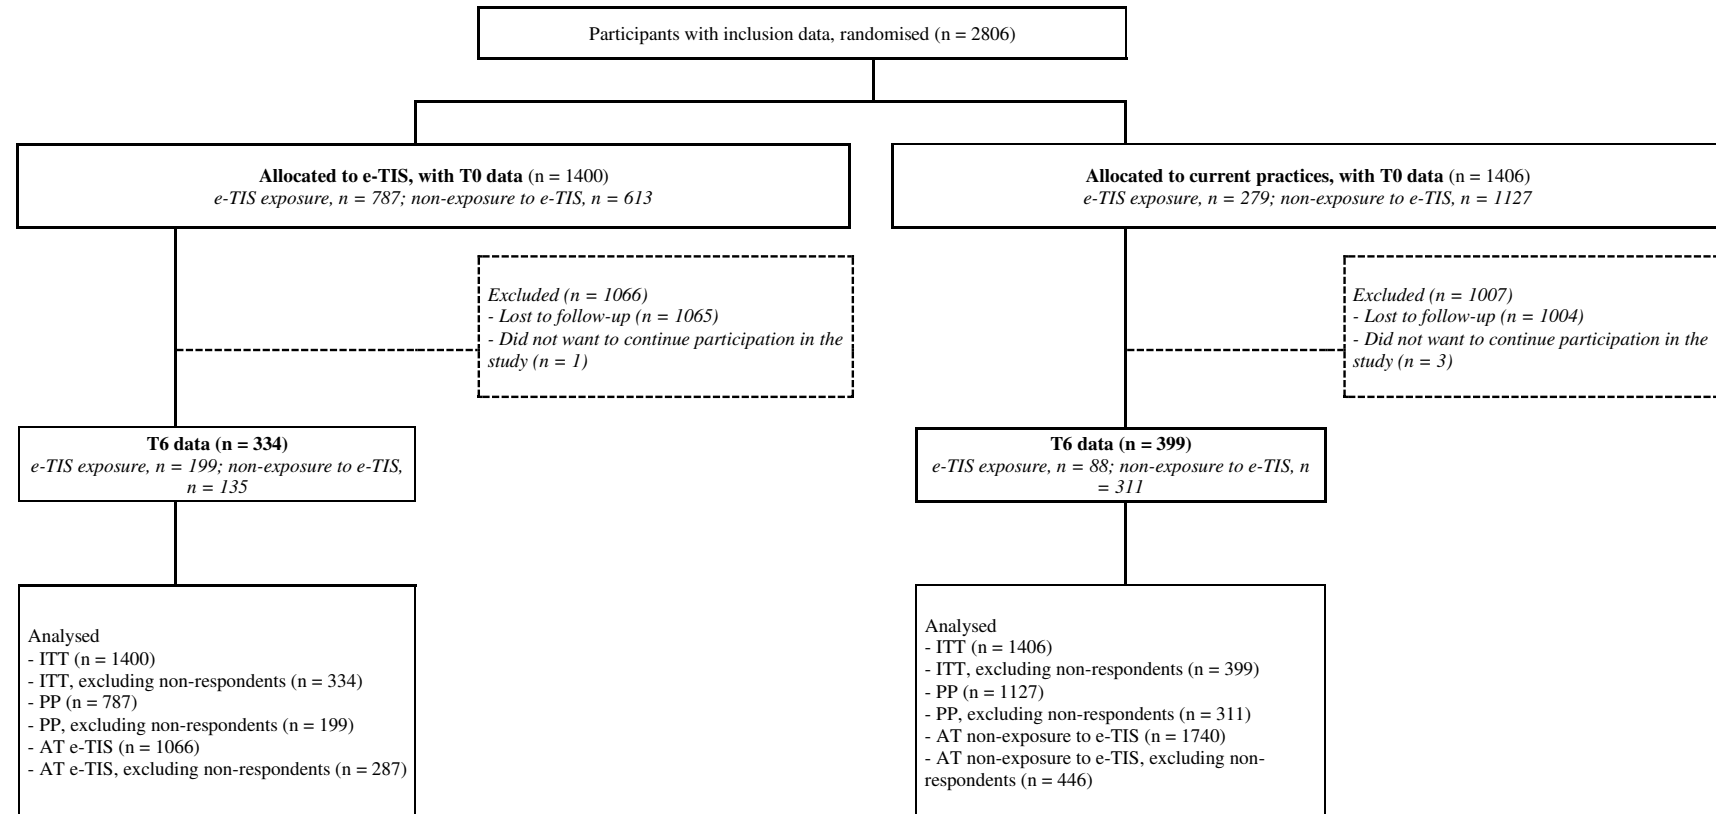 Participants with inclusion data, randomised (n = 2806)
Allocated to e-TIS, with T0 data (n = 1400)
e-TIS exposure, n = 787; non-exposure to e-TIS, n = 613
Allocated to current practices, with T0 data (n = 1406)
e-TIS exposure, n = 279; non-exposure to e-TIS, n = 1127
Excluded (n = 1066)
- Lost to follow-up (n = 1065)
- Did not want to continue participation in the
study (n = 1)
Excluded (n = 1007)
- Lost to follow-up (n = 1004)
- Did not want to continue participation in the
study (n = 3)
T6 data (n = 334)
e-TIS exposure, n = 199; non-exposure to e-TIS,
n = 135
T6 data (n = 399)
e-TIS exposure, n = 88; non-exposure to e-TIS, n
= 311
Analysed
- ITT (n = 1400)
- ITT, excluding non-respondents (n = 334)
- PP (n = 787)
- PP, excluding non-respondents (n = 199)
- AT e-TIS (n = 1066)
- AT e-TIS, excluding non-respondents (n = 287)
Analysed
- ITT (n = 1406)
- ITT, excluding non-respondents (n = 399)
- PP (n = 1127)
- PP, excluding non-respondents (n = 311)
- AT non-exposure to e-TIS (n = 1740)
- AT non-exposure to e-TIS, excluding non-
respondents (n = 446)